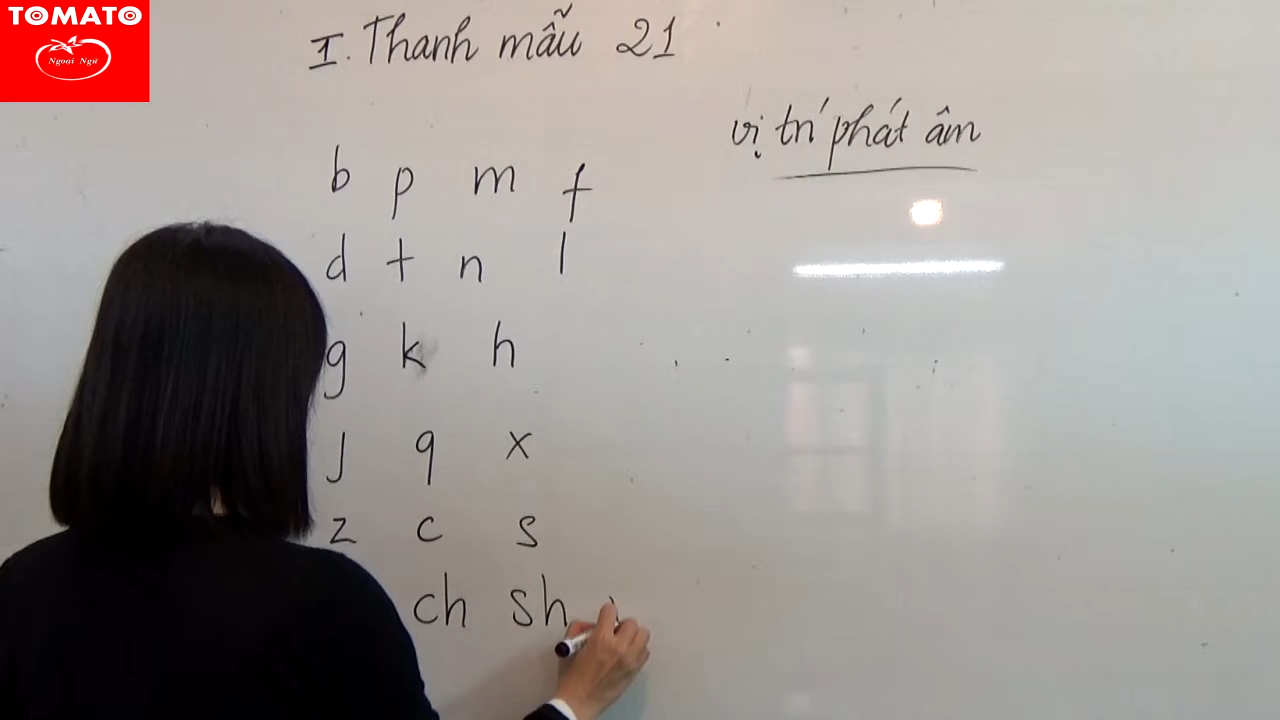 TOMATO
Ngoại Ngữ
I. Thanh mẫu 21
vị trí phát âm
b p m f
d t n l
g k h
j q x
z c s
ch sh